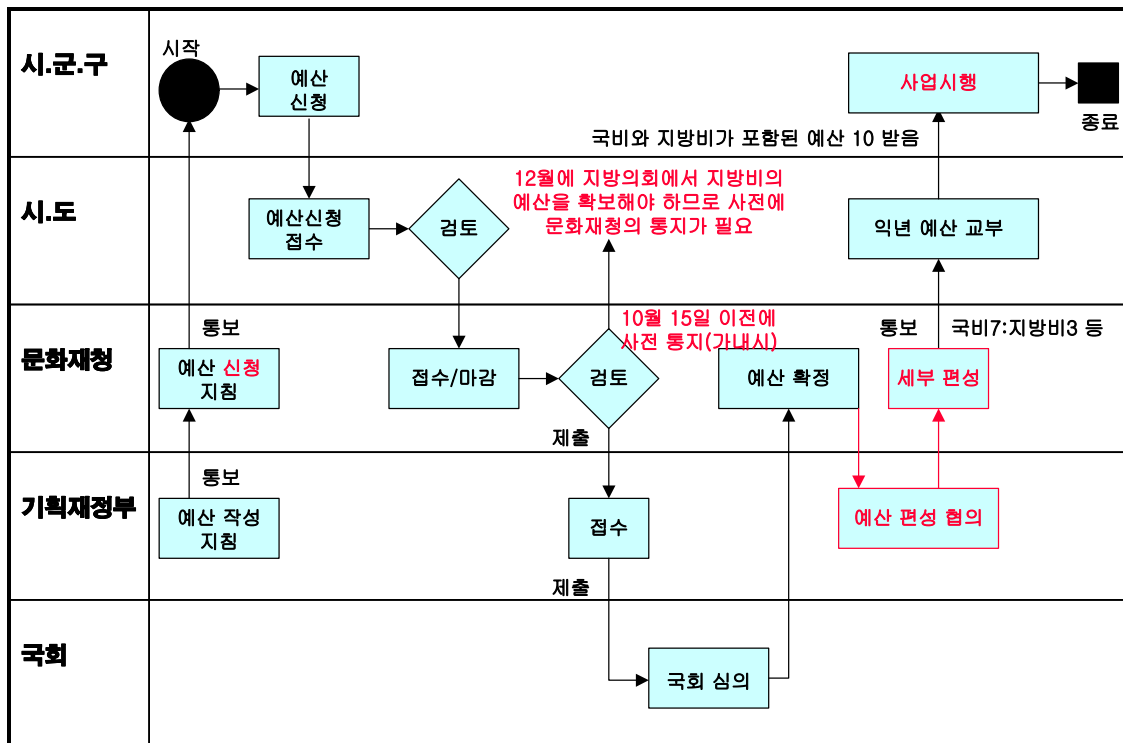 시.군.구
시작
예산
신청
사업시행
종료
국비와 지방비가 포함된 예산 10 받음
시.도
예산신청
접수
검토
12월에 지방의회에서 지방비의
예산을 확보해야 하므로 사전에
문화재청의 통지가 필요
익년 예산 교부
문화재청
통보
예산 신청
지침
접수/마감
검토
10월 15일 이전에
사전 통지(가내시)
예산 확정
통보
국비7:지방비3 등
세부 편성
제출
기획재정부
통보
예산 작성
지침
접수
예산 편성 협의
제출
국회
국회 심의